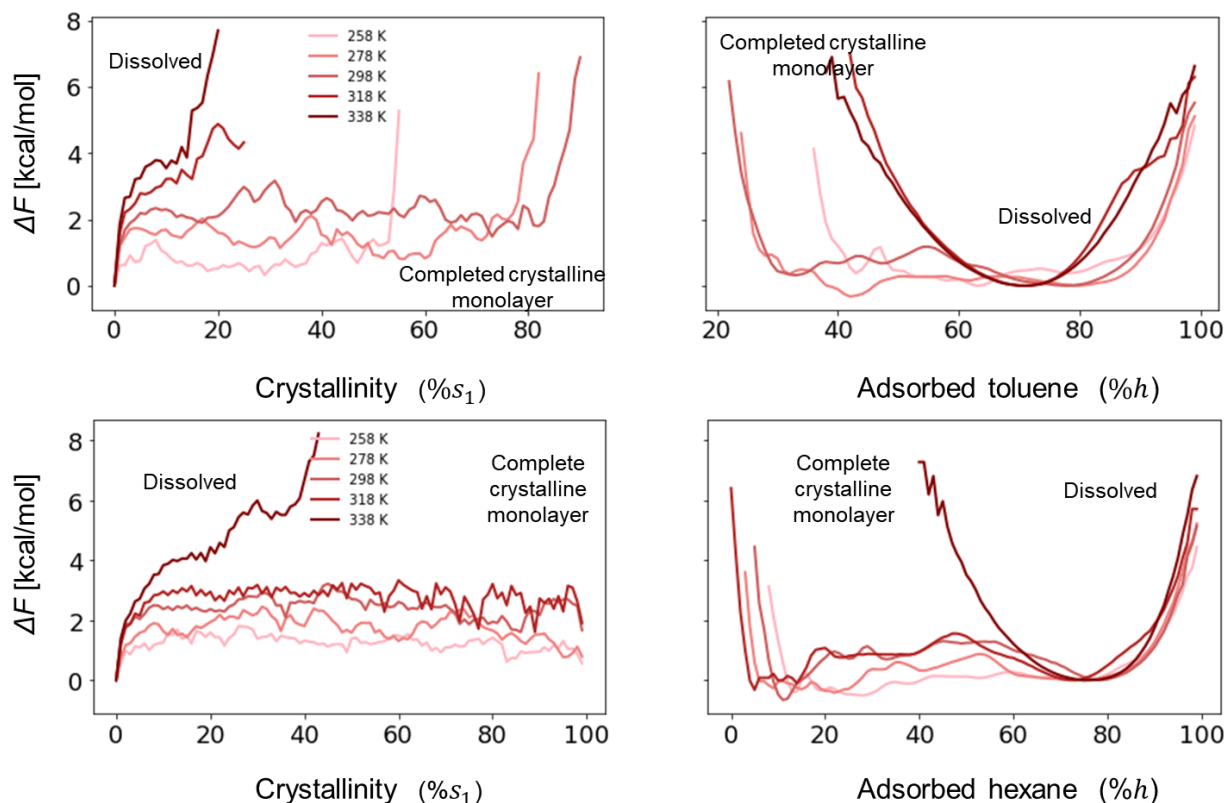 8
6
4
2
0
ΔF [kcal/mol]
Dissolved
258 K
278 K
298 K
318 K
338 K
Completed crystalline
monolayer
0 20 40 60 80
Crystallinity (%s₁)
Completed crystalline
monolayer
Dissolved
20 40 60 80 100
Adsorbed toluene (%h)
8
6
4
2
0
ΔF [kcal/mol]
Dissolved
258 K
278 K
298 K
318 K
338 K
Complete
crystalline
monolayer
0 20 40 60 80 100
Crystallinity (%s₁)
Complete
crystalline
monolayer
Dissolved
0 20 40 60 80 100
Adsorbed hexane (%h)